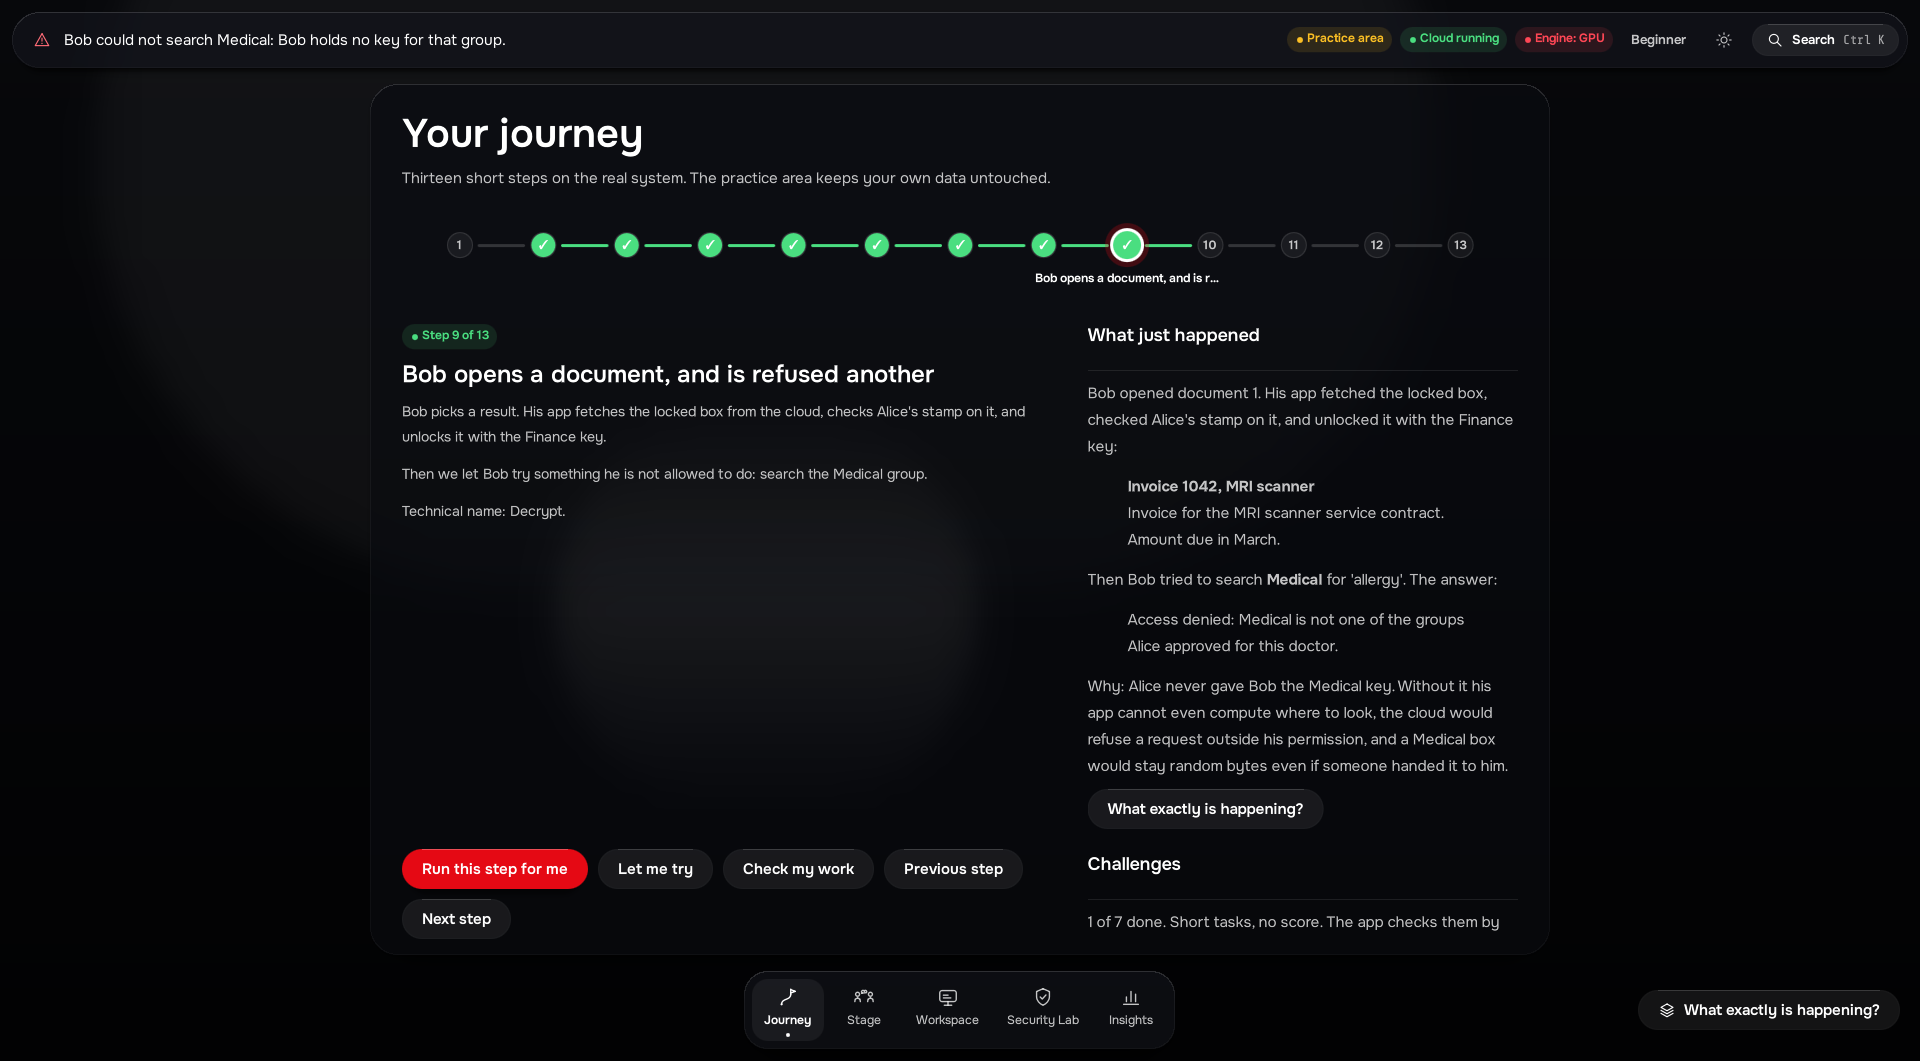 Bob could not search Medical: Bob holds no key for that group.
Practice area
Cloud running
Engine: GPU
Beginner
Search Ctrl K
Your journey
Thirteen short steps on the real system. The practice area keeps your own data untouched.
1
10
11
12
13
Bob opens a document, and is r...
Step 9 of 13
Bob opens a document, and is refused another
Bob picks a result. His app fetches the locked box from the cloud, checks Alice's stamp on it, and
unlocks it with the Finance key.
Then we let Bob try something he is not allowed to do: search the Medical group.
Technical name: Decrypt.
Run this step for me
Let me try
Check my work
Previous step
Next step
What just happened
Bob opened document 1. His app fetched the locked box,
checked Alice's stamp on it, and unlocked it with the Finance
key:
Invoice 1042, MRI scanner
Invoice for the MRI scanner service contract.
Amount due in March.
Then Bob tried to search Medical for 'allergy'. The answer:
Access denied: Medical is not one of the groups
Alice approved for this doctor.
Why: Alice never gave Bob the Medical key. Without it his
app cannot even compute where to look, the cloud would
refuse a request outside his permission, and a Medical box
would stay random bytes even if someone handed it to him.
What exactly is happening?
Challenges
1 of 7 done. Short tasks, no score. The app checks them by
Journey
Stage
Workspace
Security Lab
Insights
What exactly is happening?